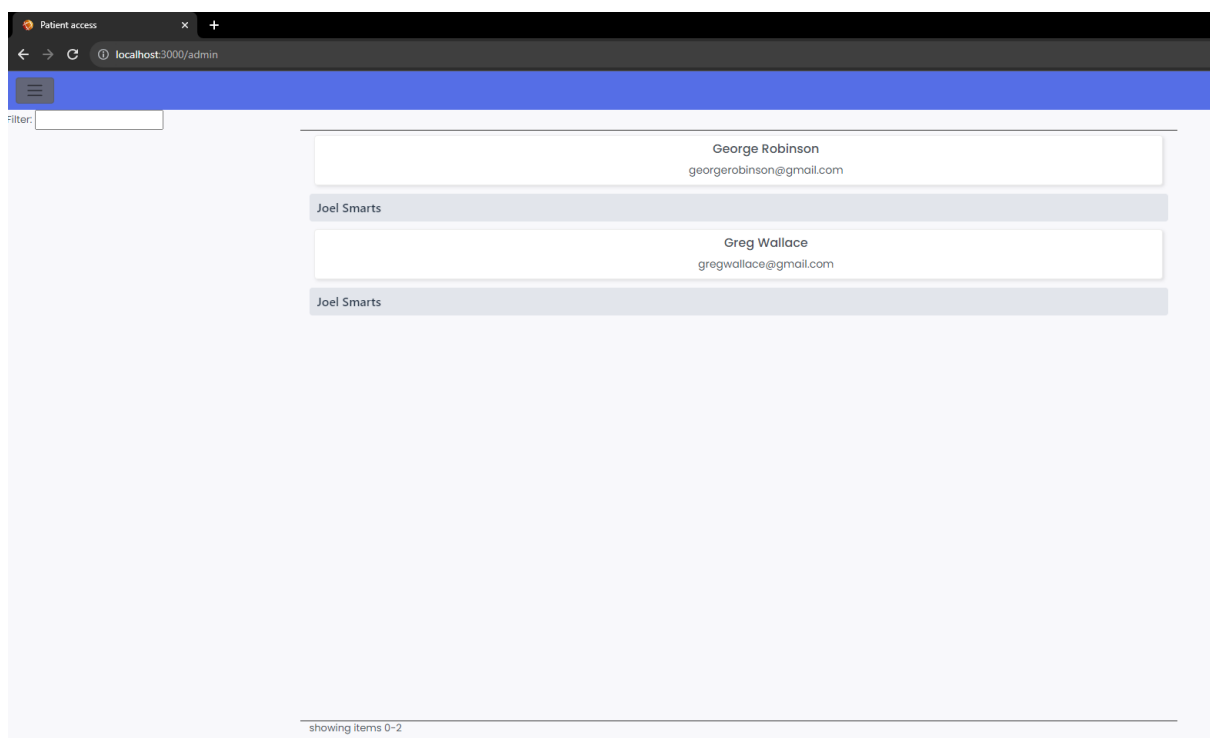 Patient access
localhost:3000/admin
Filter:
George Robinson
georgerobinson@gmail.com
Joel Smarts
Greg Wallace
gregwallace@gmail.com
Joel Smarts
showing items 0-2